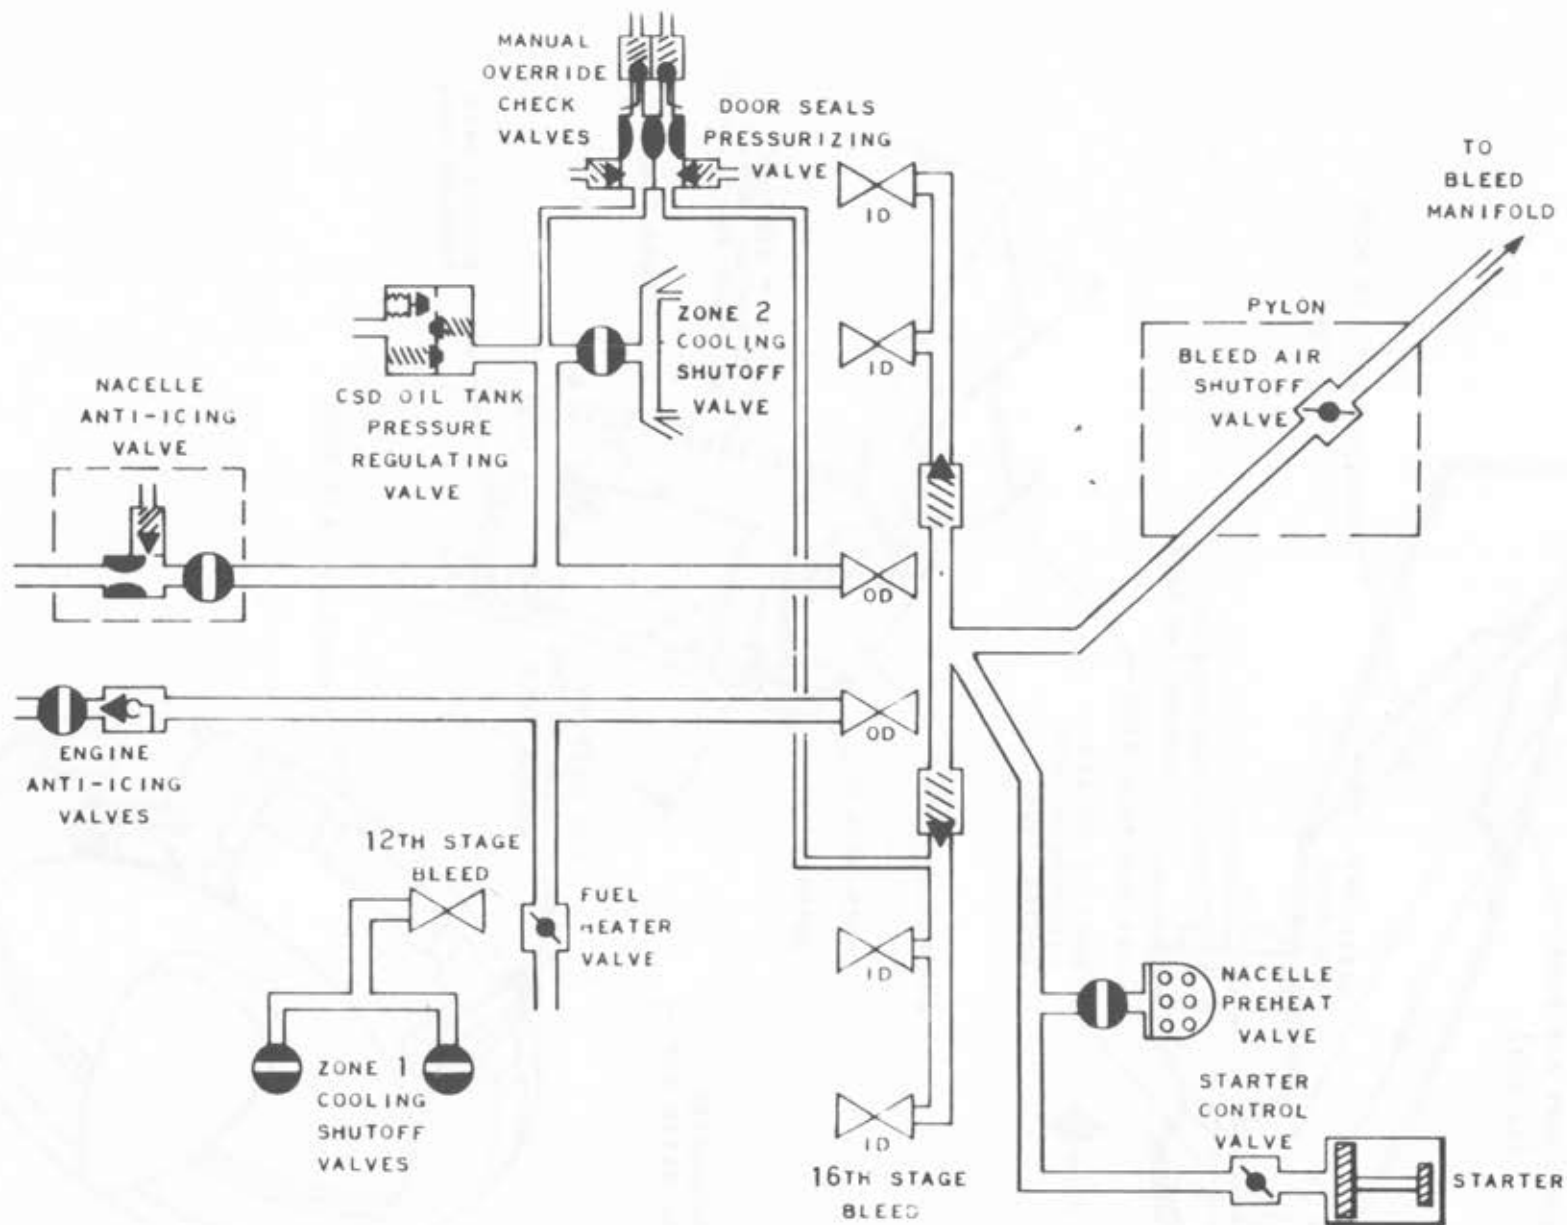 MANUAL
OVERRIDE
CHECK
VALVES
DOOR SEALS
PRESSURIZING
VALVE
ID
TO
BLEED
MANIFOLD
ZONE 2
COOLING
SHUTOFF
VALVE
ID
PYLON
BLEED AIR
SHUTOFF
VALVE
NACELLE
ANTI-ICING
VALVE
CSD OIL TANK
PRESSURE
REGULATING
VALVE
OD
OD
ENGINE
ANTI-ICING
VALVES
12TH STAGE
BLEED
FUEL
HEATER
VALVE
ID
NACELLE
PREHEAT
VALVE
ZONE 1
COOLING
SHUTOFF
VALVES
ID
16TH STAGE
BLEED
STARTER
CONTROL
VALVE
STARTER